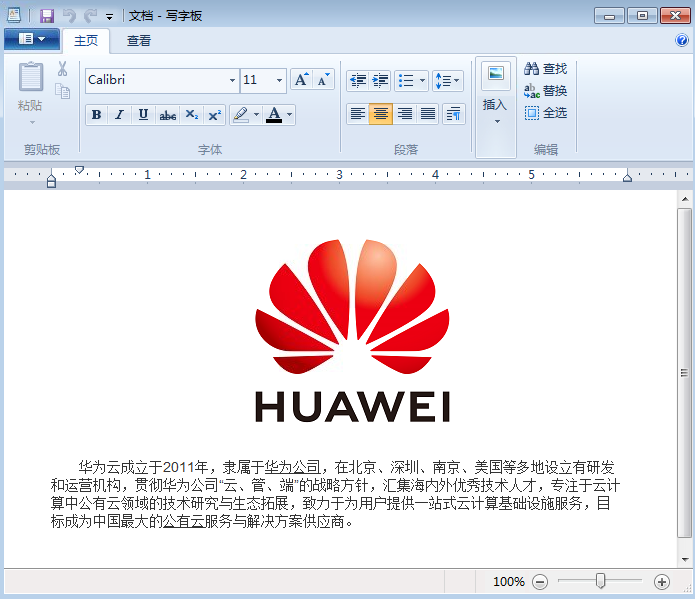 文档 - 写字板
主页 查看
粘贴
剪贴板
Calibri 11
B I U abc X₂ X²
A
字体
段落
插入
查找
替换
全选
编辑
1 2 3 4 5
HUAWEI
华为云成立于2011年，隶属于华为公司，在北京、深圳、南京、美国等多地设立有研发
和运营机构，贯彻华为公司“云、管、端”的战略方针，汇集海内外优秀技术人才，专注于云计
算中公有云领域的技术研究与生态拓展，致力于为用户提供一站式云计算基础设施服务，目
标成为中国最大的公有云服务与解决方案供应商。
100%